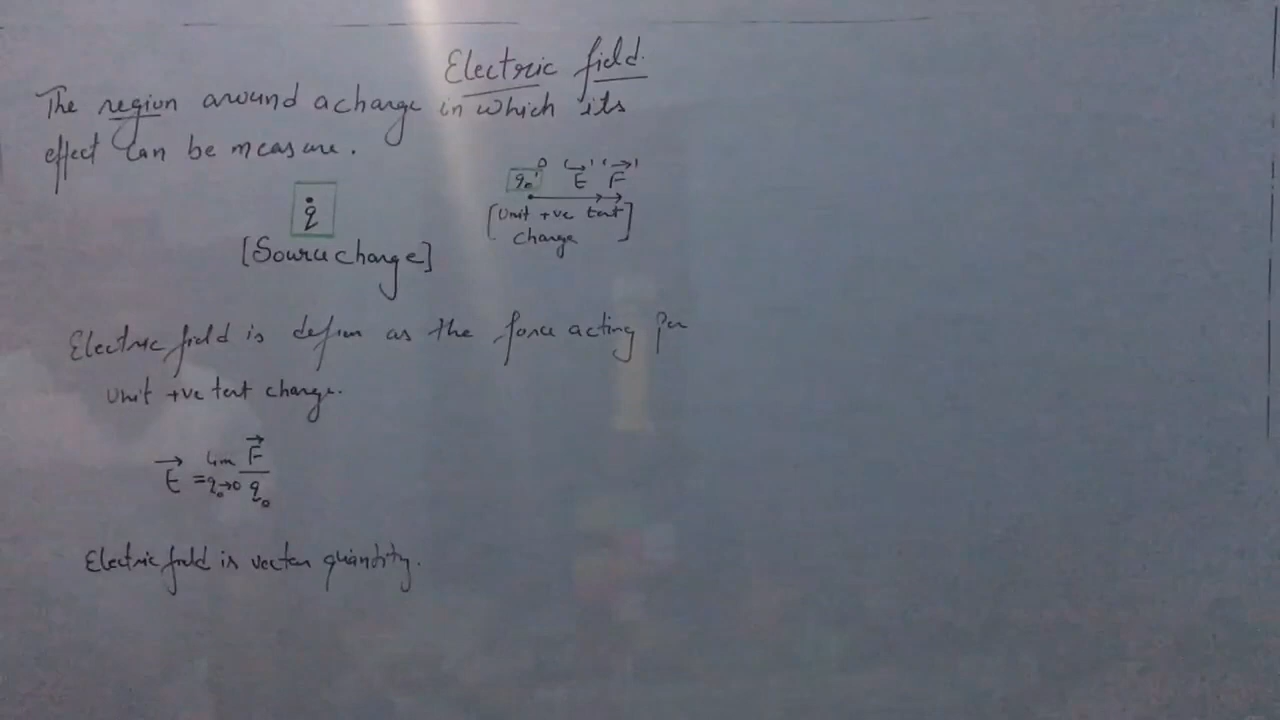 Electric field.
The region around a charge in which its
effect can be measure.
q
[Source charge]
q₀ E⃗ F⃗
[Unit +ve test
charge]
Electric field is defin as the force acting per
unit +ve test charge.
E⃗ = lim q₀→0 F⃗/q₀
Electric field is vector quantity.